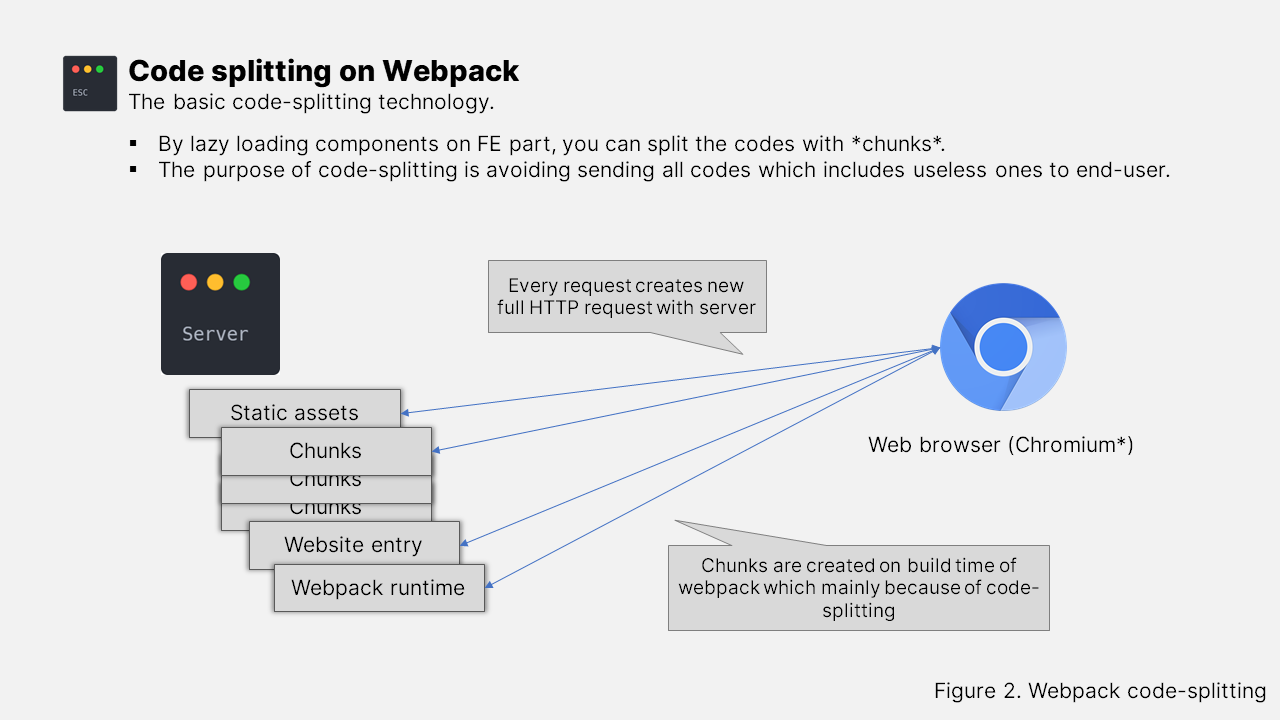 ESC
Code splitting on Webpack
The basic code-splitting technology.
▪ By lazy loading components on FE part, you can split the codes with *chunks*.
▪ The purpose of code-splitting is avoiding sending all codes which includes useless ones to end-user.
Server
Every request creates new
full HTTP request with server
Static assets
Chunks
Chunks
Chunks
Website entry
Webpack runtime
Web browser (Chromium*)
Chunks are created on build time of
webpack which mainly because of code-
splitting
Figure 2. Webpack code-splitting